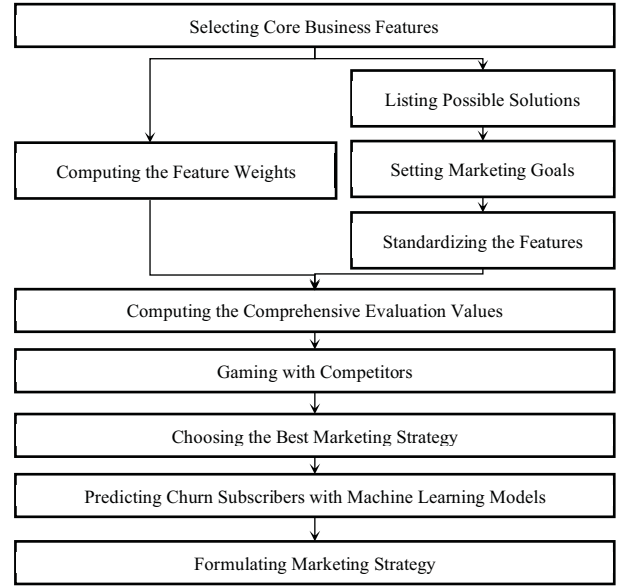 Selecting Core Business Features
Listing Possible Solutions
Computing the Feature Weights
Setting Marketing Goals
Standardizing the Features
Computing the Comprehensive Evaluation Values
Gaming with Competitors
Choosing the Best Marketing Strategy
Predicting Churn Subscribers with Machine Learning Models
Formulating Marketing Strategy